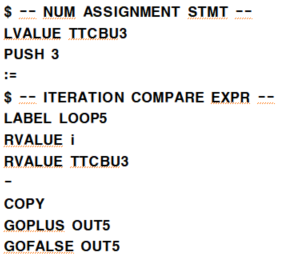 $ -- NUM ASSIGNMENT STMT --
LVALUE TTCBU3
PUSH 3
:=
$ -- ITERATION COMPARE EXPR --
LABEL LOOP5
RVALUE i
RVALUE TTCBU3
-
COPY
GOPLUS OUT5
GOFALSE OUT5